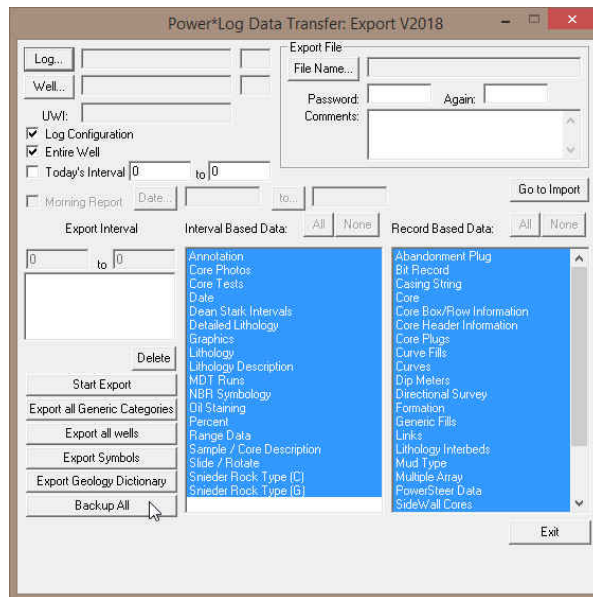 Power*Log Data Transfer: Export V2018
Log...
Well...
UWI:
Log Configuration
Entire Well
Today's Interval 0 to 0
Morning Report Date... to...
Export File
File Name...
Password: Again:
Comments:
Go to Import
Export Interval
0 to 0
Delete
Start Export
Export all Generic Categories
Export all wells
Export Symbols
Export Geology Dictionary
Backup All
Interval Based Data: All None
Annotation
Core Photos
Core Tests
Date
Dean Stark Intervals
Detailed Lithology
Graphics
Lithology
Lithology Description
MDT Runs
NBR Symbology
Oil Staining
Percent
Range Data
Sample / Core Description
Slide / Rotate
Snieder Rock Type (C)
Snieder Rock Type (G)
Record Based Data: All None
Abandonment Plug
Bit Record
Casing String
Core
Core Box/Row Information
Core Header Information
Core Plugs
Curve Fills
Curves
Dip Meters
Directional Survey
Formation
Generic Fills
Links
Lithology Interbeds
Mud Type
Multiple Array
PowerSteer Data
SideWall Cores
Exit